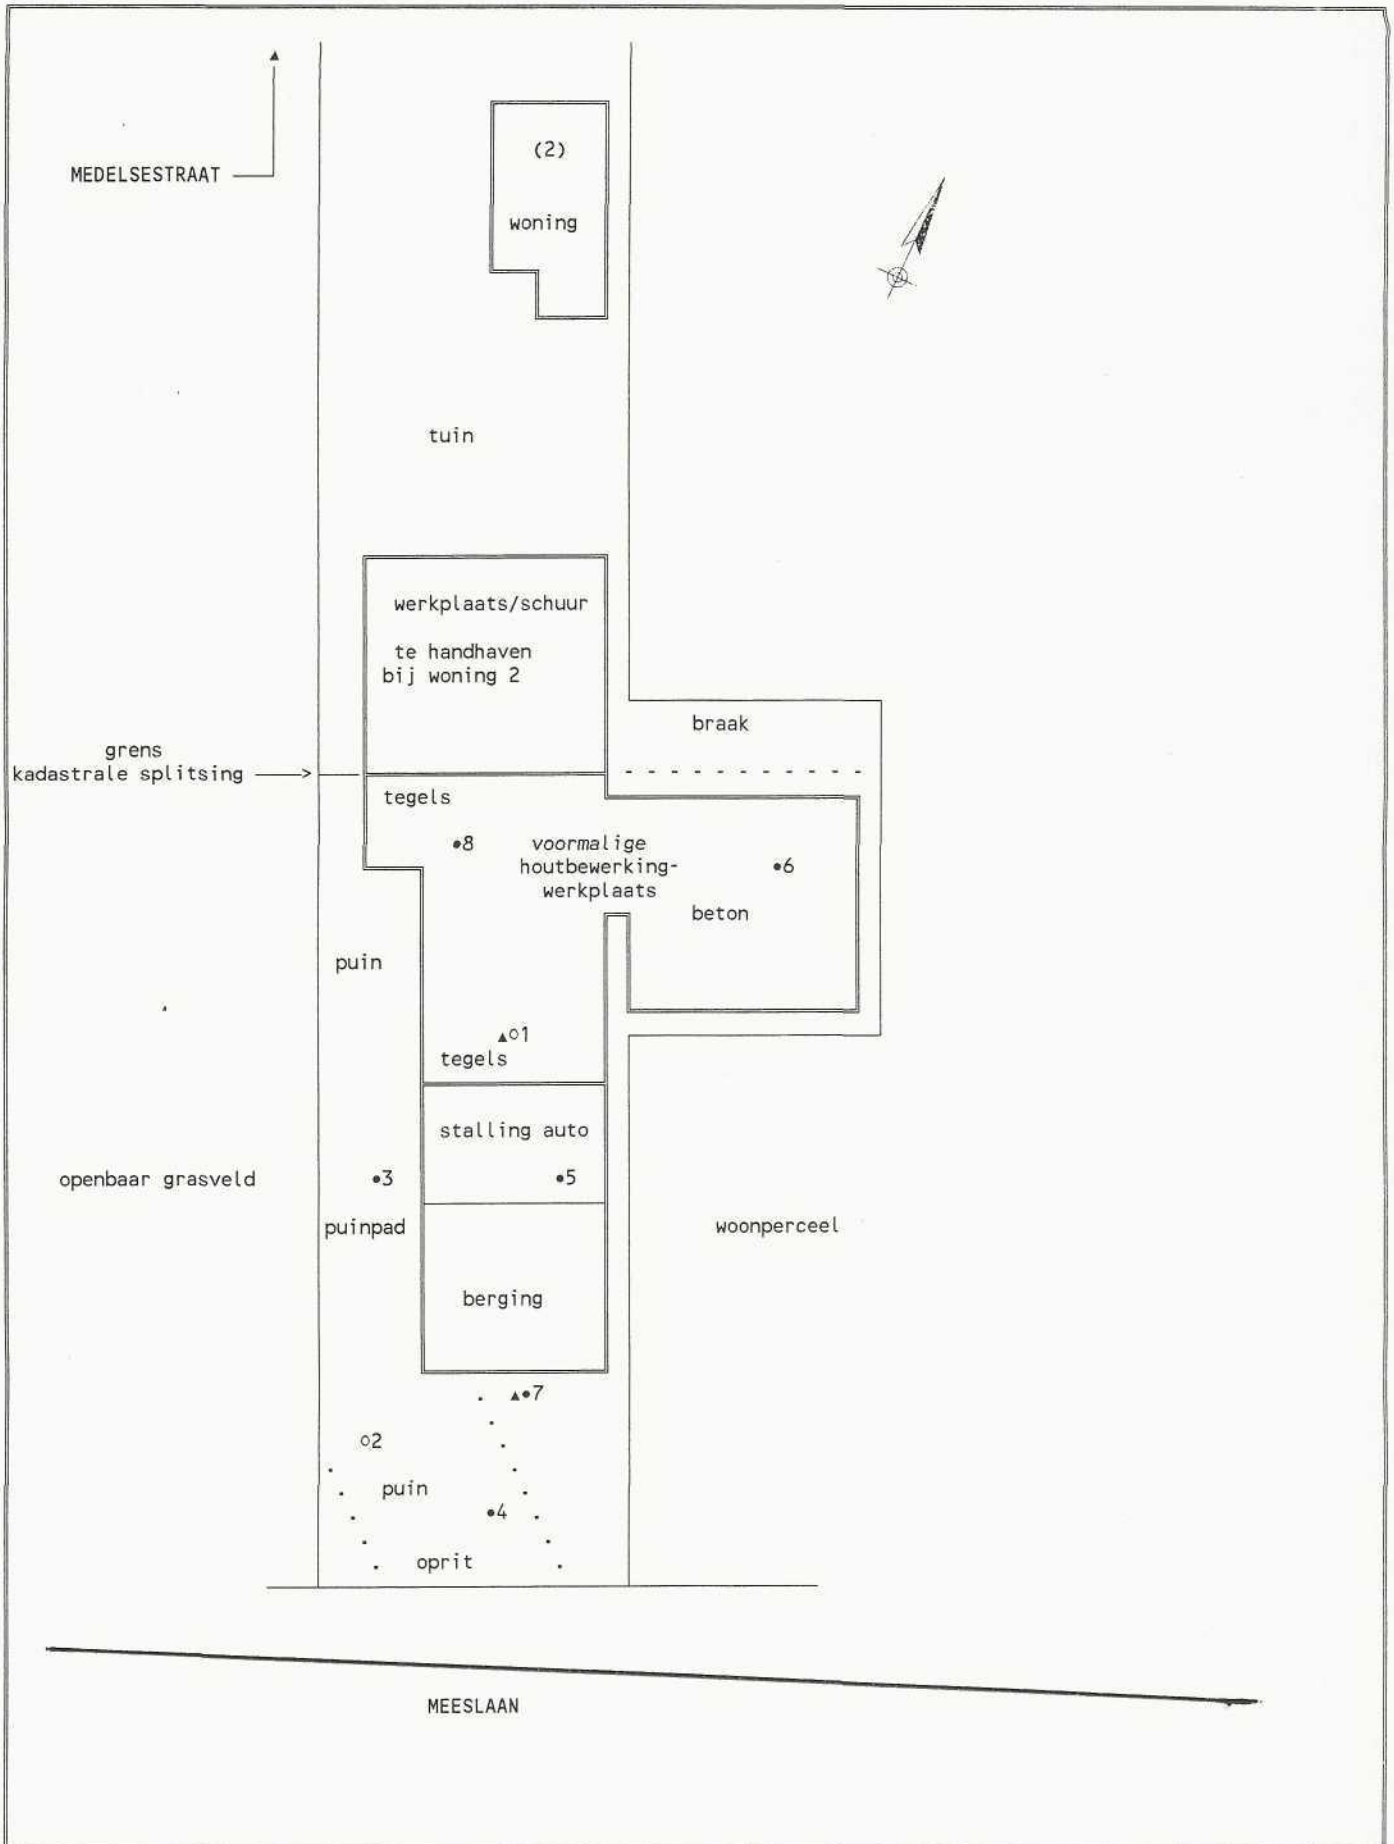 MEDELSESTRAAT
(2)
woning
tuin
werkplaats/schuur
te handhaven
bij woning 2
braak
grens
kadastrale splitsing
tegels
•8
voormalige
houtbewerking-
werkplaats
•6
beton
puin
▲○1
tegels
stalling auto
openbaar grasveld
•3
•5
puinpad
woonperceel
berging
▲•7
○2
puin
•4
oprit
MEESLAAN